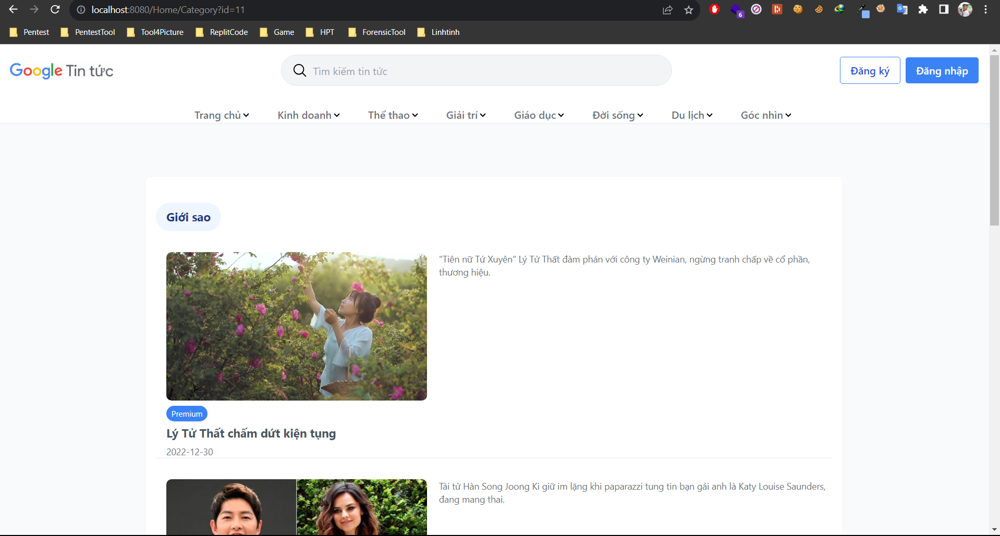 localhost:8080/Home/Category?id=11
6
Pentest PentestTool Tool4Picture ReplitCode Game HPT ForensicTool Linhtinh
Google Tin tức
Tìm kiếm tin tức
Đăng ký
Đăng nhập
Trang chủ Kinh doanh Thể thao Giải trí Giáo dục Đời sống Du lịch Góc nhìn
Giới sao
"Tiên nữ Tứ Xuyên" Lý Tử Thất đàm phán với công ty Weinian, ngừng tranh chấp về cổ phần,
thương hiệu.
Premium
Lý Tử Thất chấm dứt kiện tụng
2022-12-30
Tài tử Hàn Song Joong Ki giữ im lặng khi paparazzi tung tin bạn gái anh là Katy Louise Saunders,
đang mang thai.